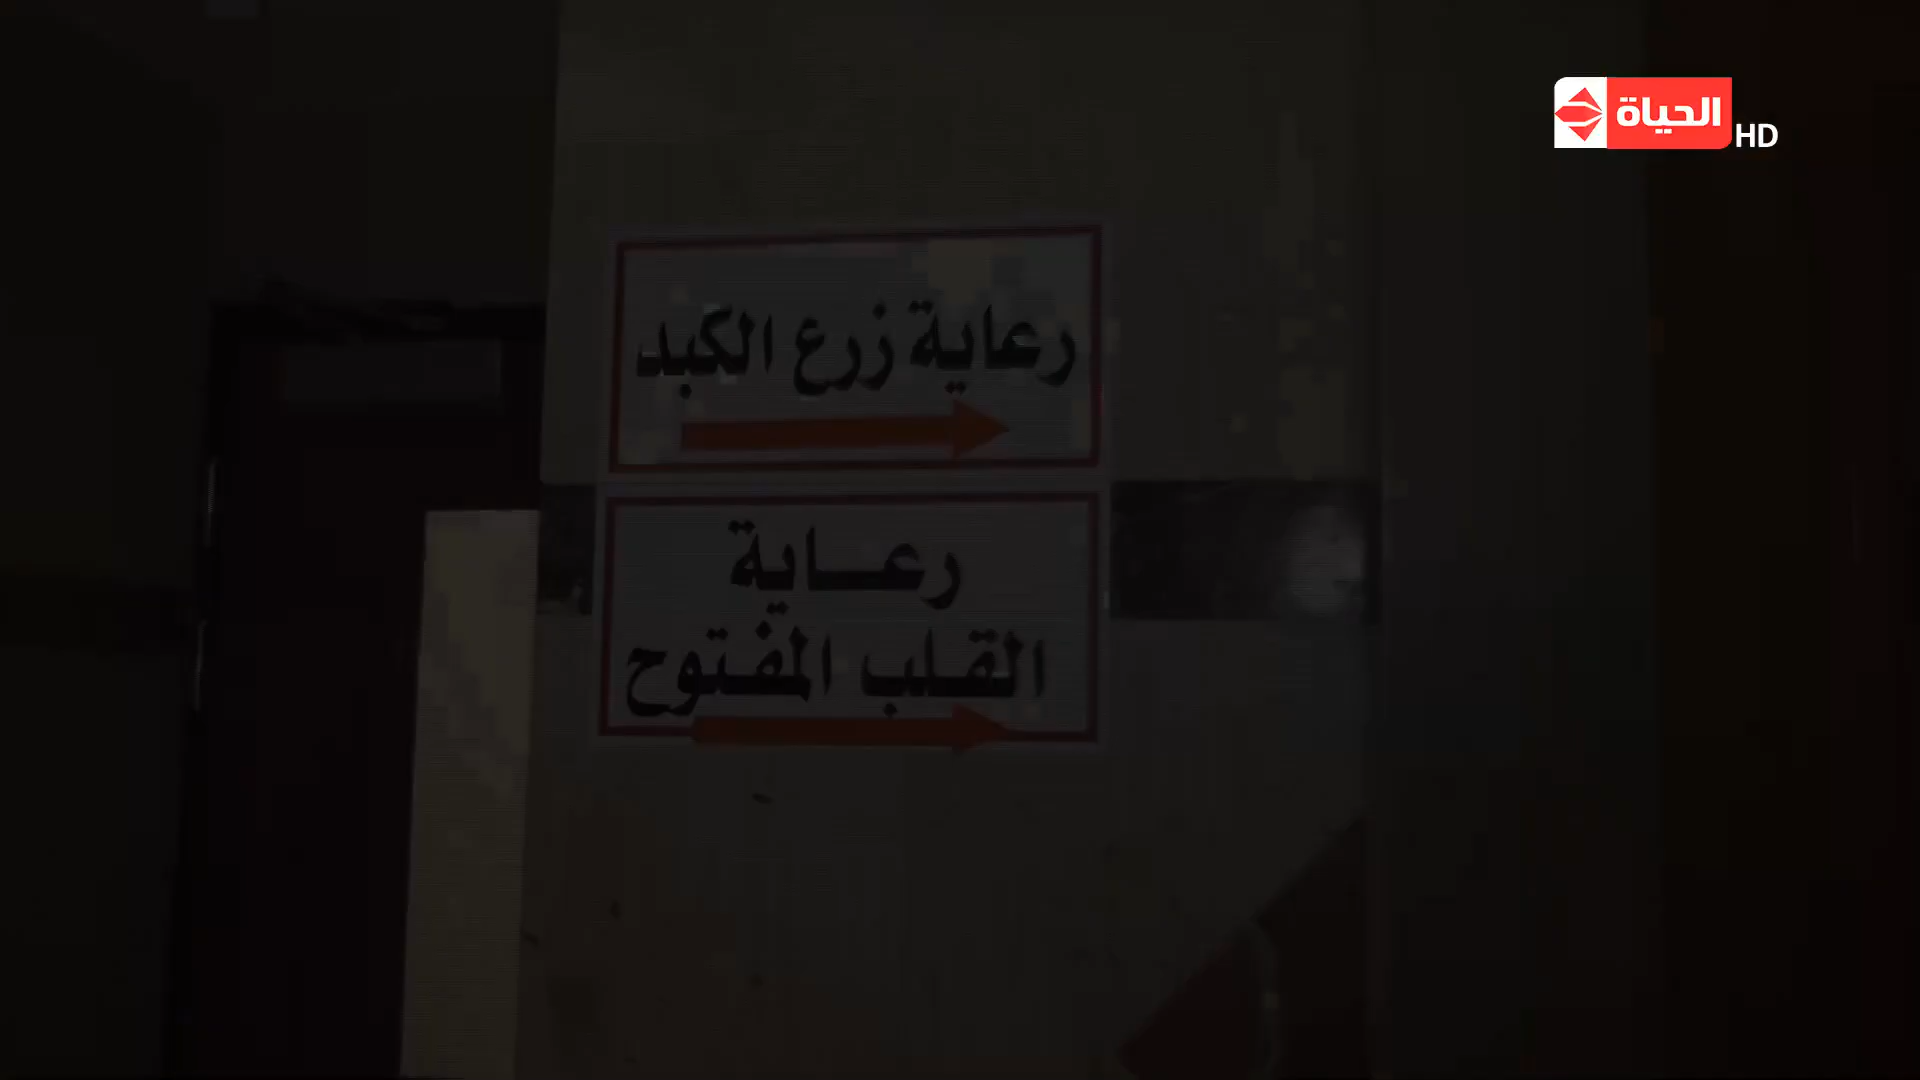 الحياة
HD
رعاية زرع الكبد
رعاية
القلب المفتوح